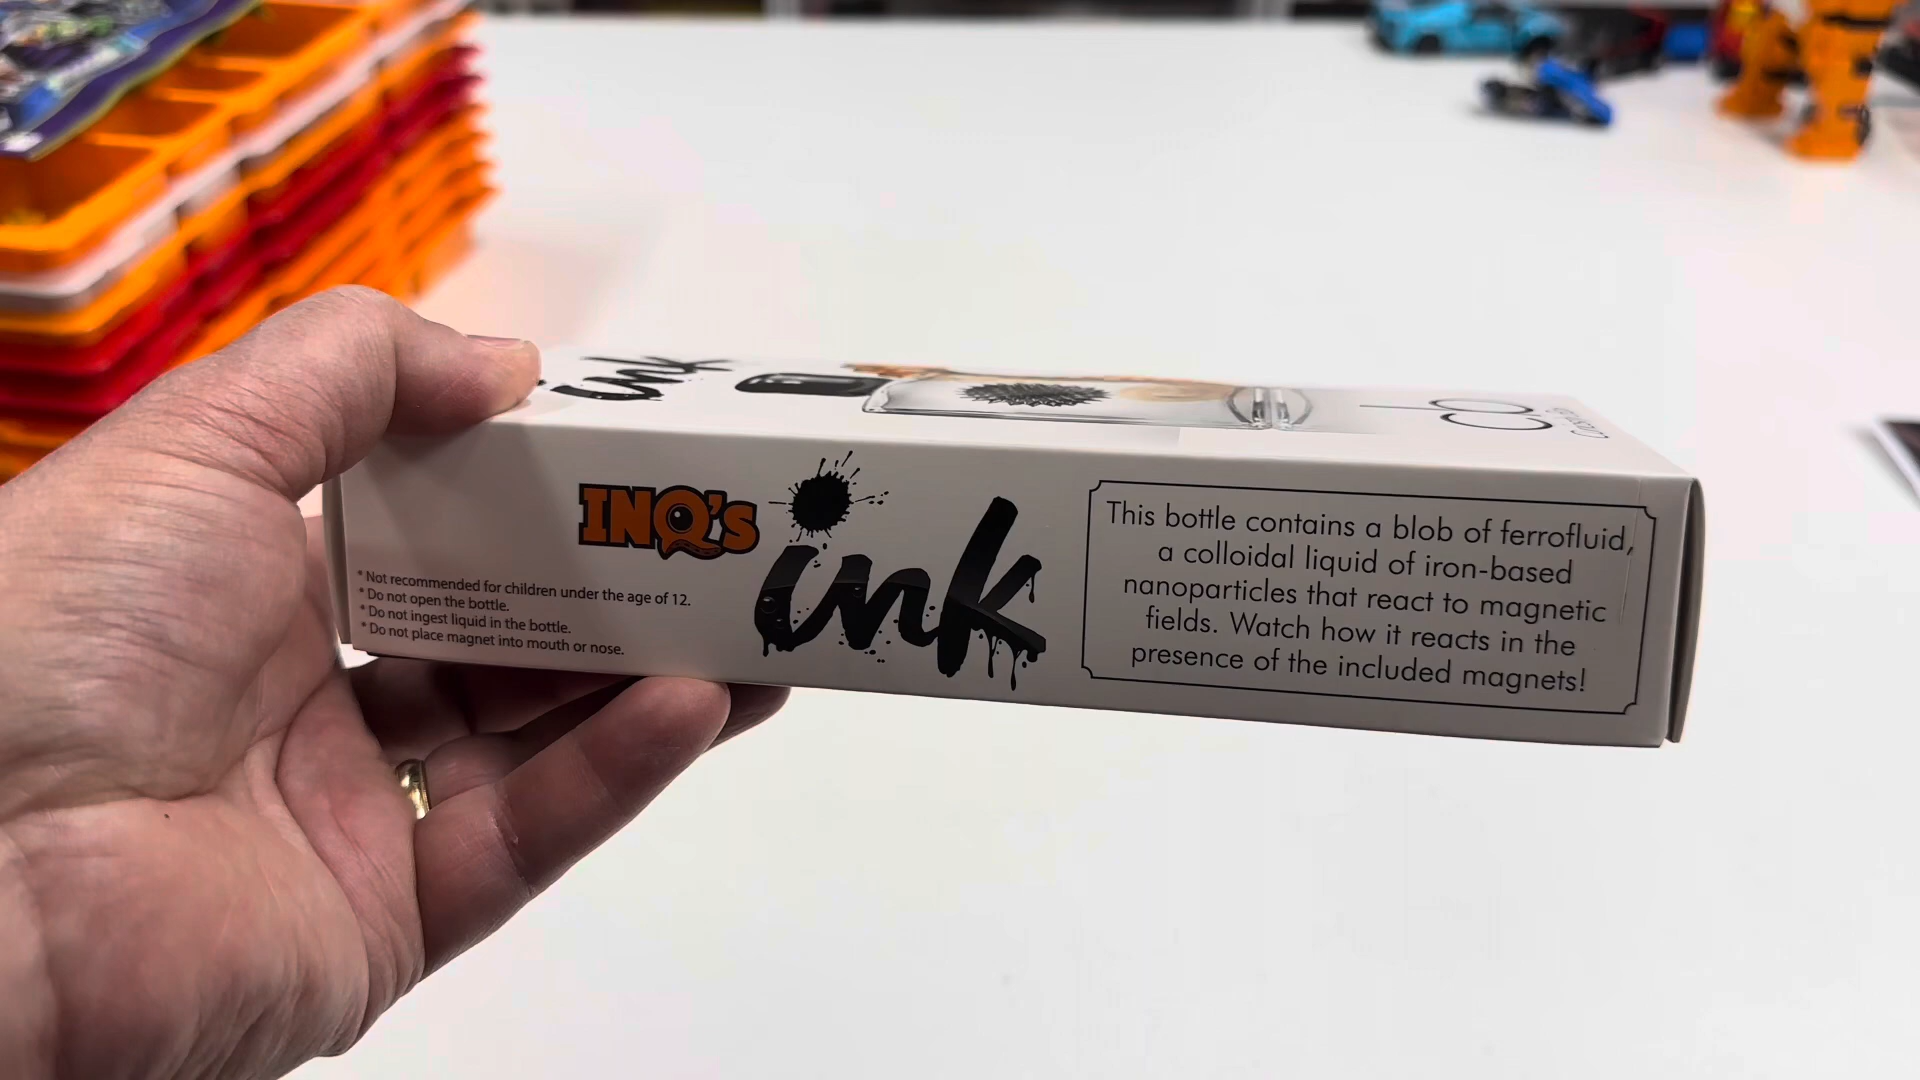 ink
INQ's
ink
* Not recommended for children under the age of 12.
* Do not open the bottle.
* Do not ingest liquid in the bottle.
* Do not place magnet into mouth or nose.
This bottle contains a blob of ferrofluid,
a colloidal liquid of iron-based
nanoparticles that react to magnetic
fields. Watch how it reacts in the
presence of the included magnets!